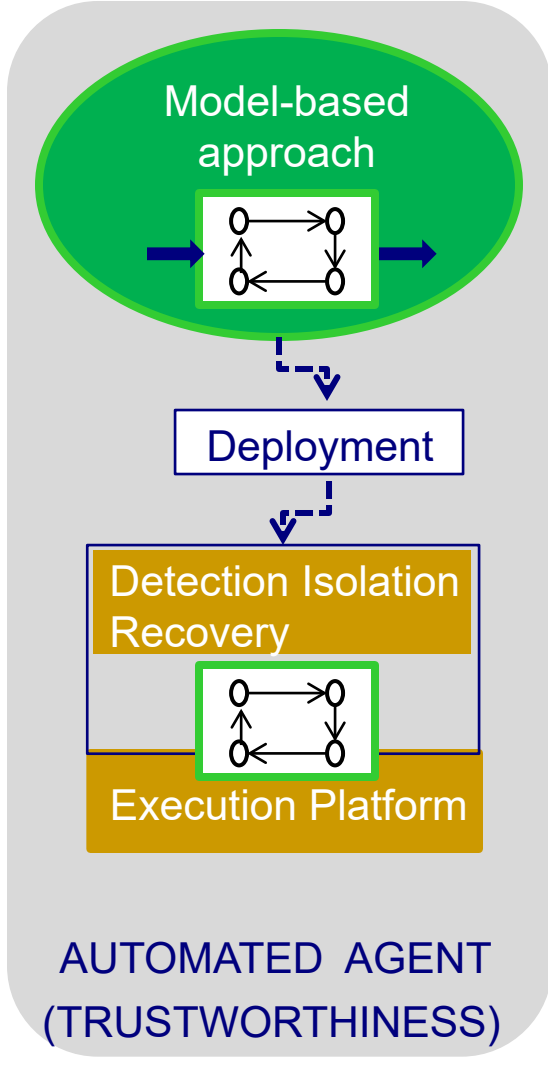 Model-based
approach
Deployment
Detection Isolation
Recovery
Execution Platform
AUTOMATED AGENT
(TRUSTWORTHINESS)